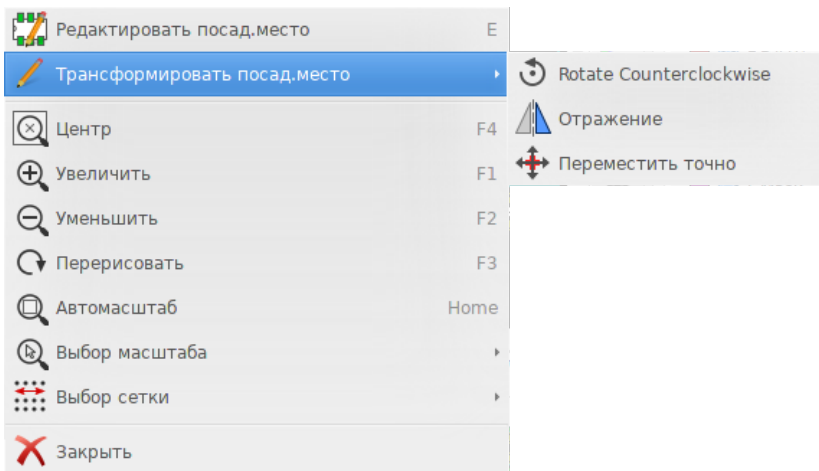 Редактировать посад.место E
Трансформировать посад.место
Rotate Counterclockwise
Отражение
Переместить точно
Центр F4
Увеличить F1
Уменьшить F2
Перерисовать F3
Автомасштаб Home
Выбор масштаба
Выбор сетки
Закрыть